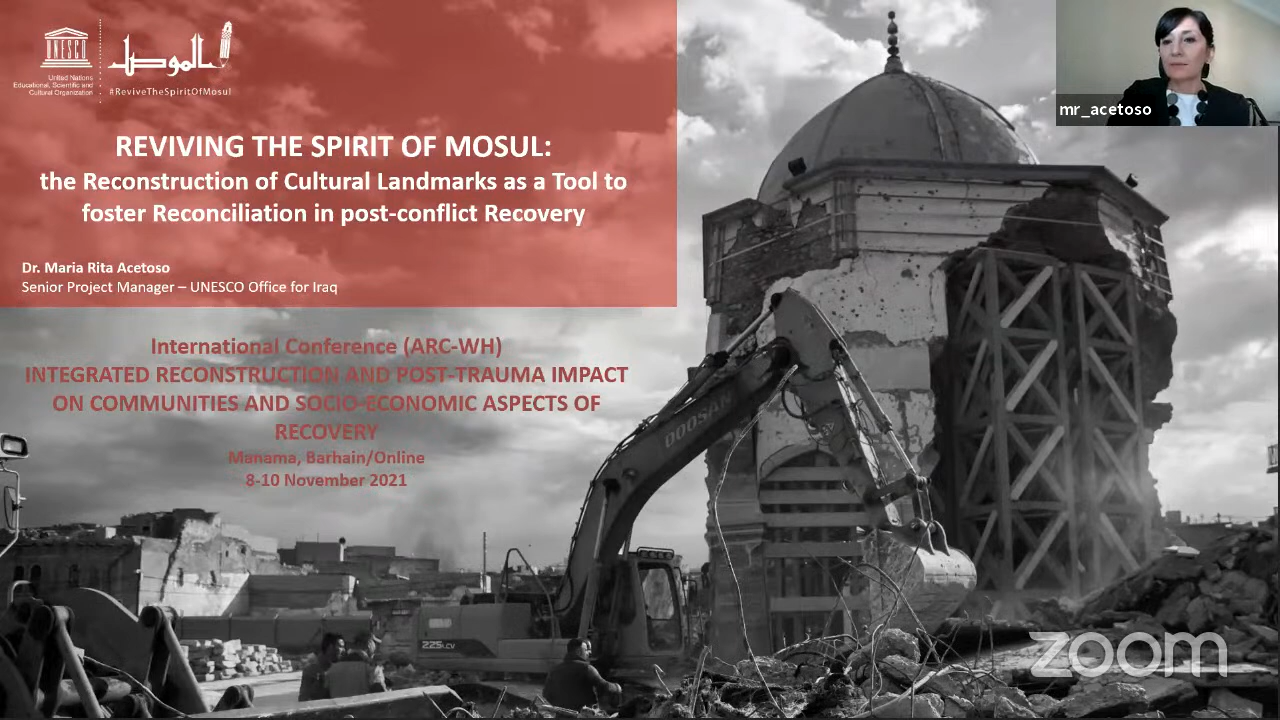 UNESCO
United Nations
Educational, Scientific and
Cultural Organization
الموصل
#ReviveTheSpiritOfMosul
mr_acetoso
REVIVING THE SPIRIT OF MOSUL:
the Reconstruction of Cultural Landmarks as a Tool to
foster Reconciliation in post-conflict Recovery
Dr. Maria Rita Acetoso
Senior Project Manager – UNESCO Office for Iraq
International Conference (ARC-WH)
INTEGRATED RECONSTRUCTION AND POST-TRAUMA IMPACT
ON COMMUNITIES AND SOCIO-ECONOMIC ASPECTS OF
RECOVERY
Manama, Barhain/Online
8-10 November 2021
DOOSAN
225LCV
zoom